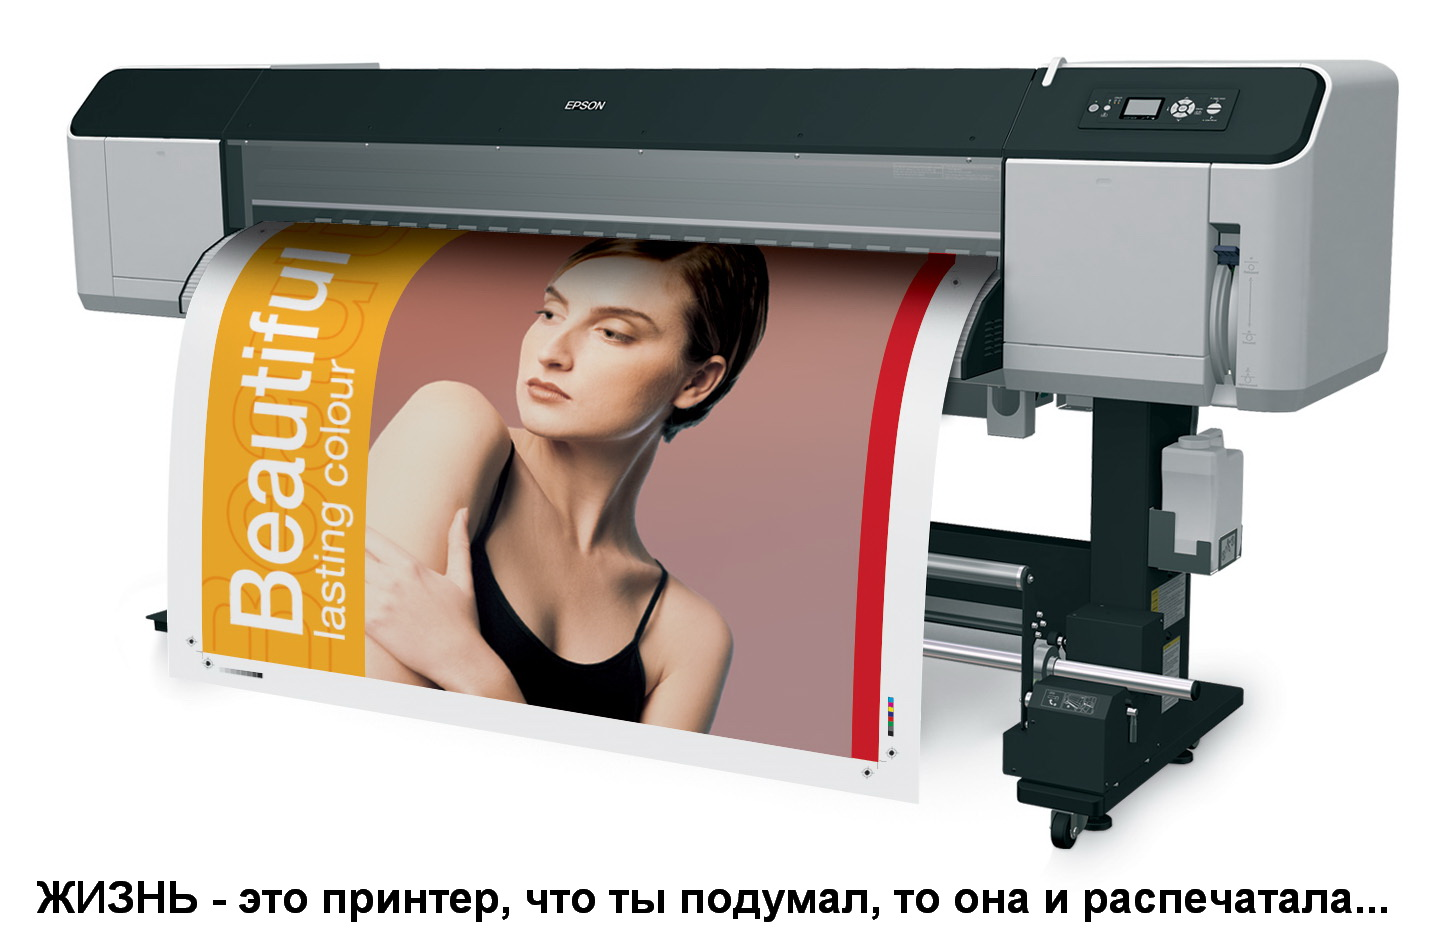 EPSON
Beautiful
lasting colour
ЖИЗНЬ - это принтер, что ты подумал, то она и распечатала...